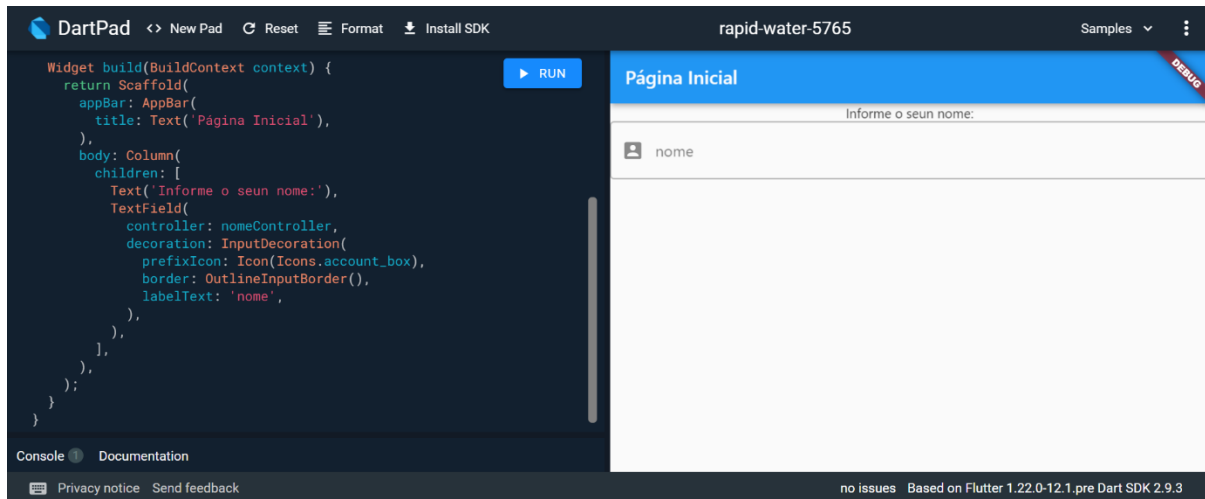 DartPad <> New Pad Reset Format Install SDK rapid-water-5765 Samples
Widget build(BuildContext context) {
return Scaffold(
appBar: AppBar(
title: Text('Página Inicial'),
),
body: Column(
children: [
Text('Informe o seun nome:'),
TextField(
controller: nomeController,
decoration: InputDecoration(
prefixIcon: Icon(Icons.account_box),
border: OutlineInputBorder(),
labelText: 'nome',
),
),
],
),
);
}
}
RUN
Console 1 Documentation
Página Inicial
DEBUG
Informe o seun nome:
nome
Privacy notice Send feedback
no issues Based on Flutter 1.22.0-12.1.pre Dart SDK 2.9.3